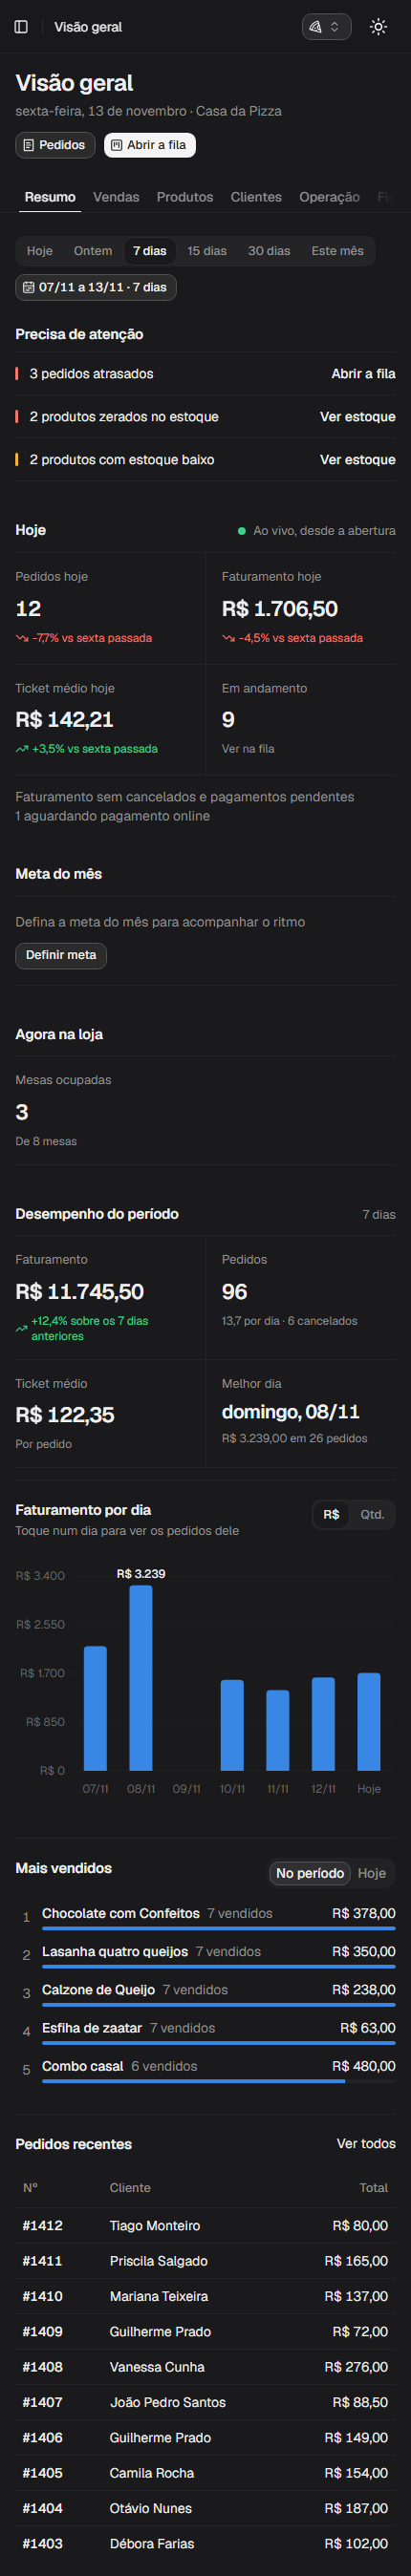 Visão geral
Visão geral
sexta-feira, 13 de novembro · Casa da Pizza
Pedidos
Abrir a fila
Resumo Vendas Produtos Clientes Operação Fin
Hoje Ontem 7 dias 15 dias 30 dias Este mês
07/11 a 13/11 · 7 dias
Precisa de atenção
3 pedidos atrasados Abrir a fila
2 produtos zerados no estoque Ver estoque
2 produtos com estoque baixo Ver estoque
Hoje Ao vivo, desde a abertura
Pedidos hoje
12
-7,7% vs sexta passada
Faturamento hoje
R$ 1.706,50
-4,5% vs sexta passada
Ticket médio hoje
R$ 142,21
+3,5% vs sexta passada
Em andamento
9
Ver na fila
Faturamento sem cancelados e pagamentos pendentes
1 aguardando pagamento online
Meta do mês
Defina a meta do mês para acompanhar o ritmo
Definir meta
Agora na loja
Mesas ocupadas
3
De 8 mesas
Desempenho do período 7 dias
Faturamento
R$ 11.745,50
+12,4% sobre os 7 dias
anteriores
Pedidos
96
13,7 por dia · 6 cancelados
Ticket médio
R$ 122,35
Por pedido
Melhor dia
domingo, 08/11
R$ 3.239,00 em 26 pedidos
Faturamento por dia
Toque num dia para ver os pedidos dele
R$ Qtd.
R$ 3.400
R$ 3.239
R$ 2.550
R$ 1.700
R$ 850
R$ 0
07/11 08/11 09/11 10/11 11/11 12/11 Hoje
Mais vendidos No período Hoje
1 Chocolate com Confeitos 7 vendidos R$ 378,00
2 Lasanha quatro queijos 7 vendidos R$ 350,00
3 Calzone de Queijo 7 vendidos R$ 238,00
4 Esfiha de zaatar 7 vendidos R$ 63,00
5 Combo casal 6 vendidos R$ 480,00
Pedidos recentes Ver todos
Nº Cliente Total
#1412 Tiago Monteiro R$ 80,00
#1411 Priscila Salgado R$ 165,00
#1410 Mariana Teixeira R$ 137,00
#1409 Guilherme Prado R$ 72,00
#1408 Vanessa Cunha R$ 276,00
#1407 João Pedro Santos R$ 88,50
#1406 Guilherme Prado R$ 149,00
#1405 Camila Rocha R$ 154,00
#1404 Otávio Nunes R$ 187,00
#1403 Débora Farias R$ 102,00